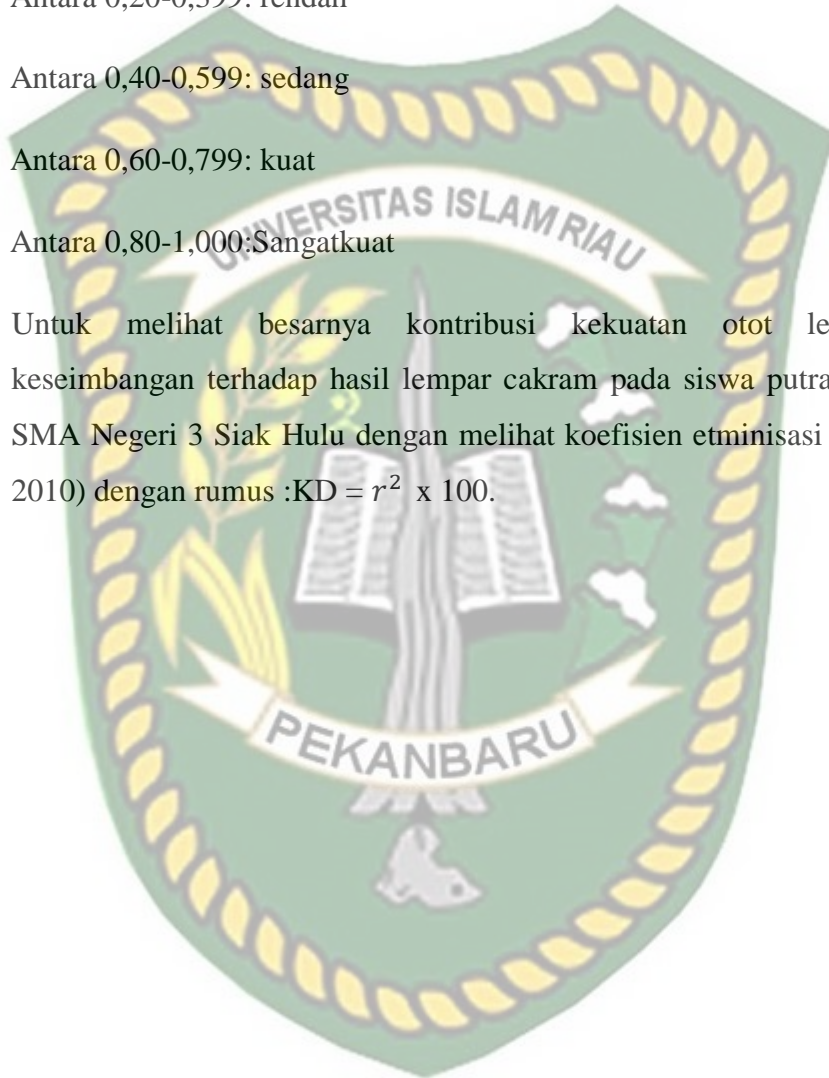 Antara 0,20-0,399: rendah
Antara 0,40-0,599: sedang
Antara 0,60-0,799: kuat
UNIVERSITAS ISLAM RIAU
Antara 0,80-1,000:Sangatkuat
Untuk melihat besarnya kontribusi kekuatan otot
keseimbangan terhadap hasil lempar cakram pada siswa putra
SMA Negeri 3 Siak Hulu dengan melihat koefisien etminisasi
2010) dengan rumus :KD = r² x 100.
PEKANBARU